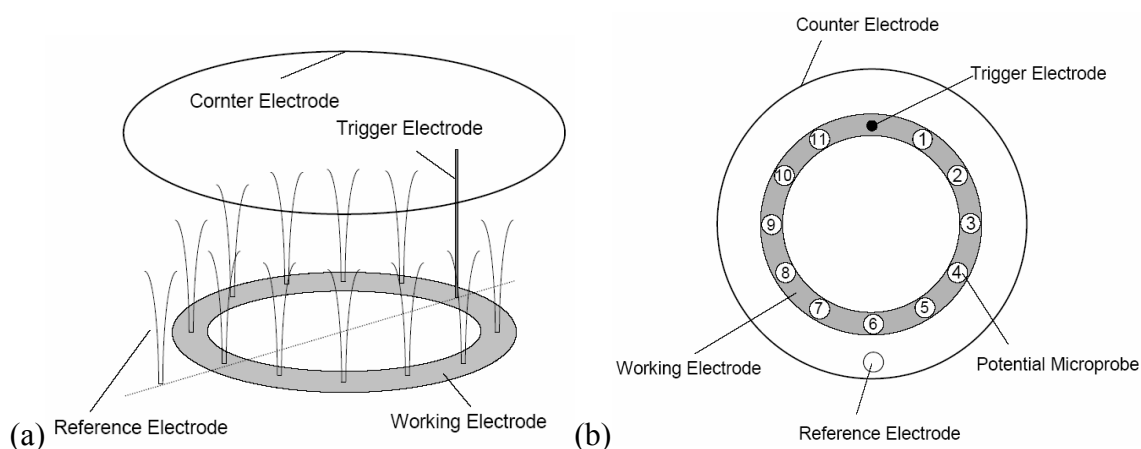 Cornter Electrode
Trigger Electrode
Reference Electrode
Working Electrode
(a)
Counter Electrode
Trigger Electrode
11
1
10
2
9
3
8
4
7
5
6
Working Electrode
Potential Microprobe
Reference Electrode
(b)